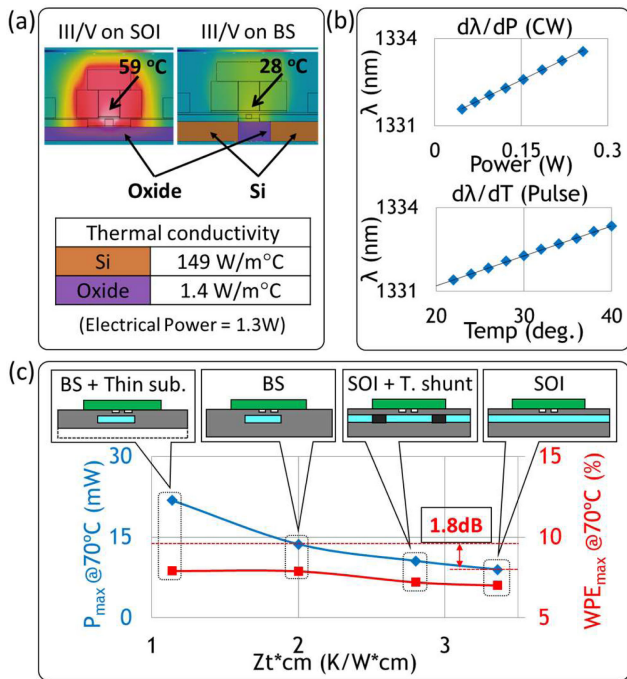 (a)
III/V on SOI
III/V on BS
59 °C
28 °C
Oxide
Si
Thermal conductivity
Si 149 W/m°C
Oxide 1.4 W/m°C
(Electrical Power = 1.3W)
(b)
dλ/dP (CW)
λ (nm)
1334
1331
0 0.15 0.3
Power (W)
dλ/dT (Pulse)
λ (nm)
1334
1331
20 30 40
Temp (deg.)
(c)
BS + Thin sub.
BS
SOI + T. shunt
SOI
Pmax @70°C (mW)
30
15
0
1.8dB
15
10
5
WPEmax @70°C (%)
1 2 3
Zt*cm (K/W*cm)